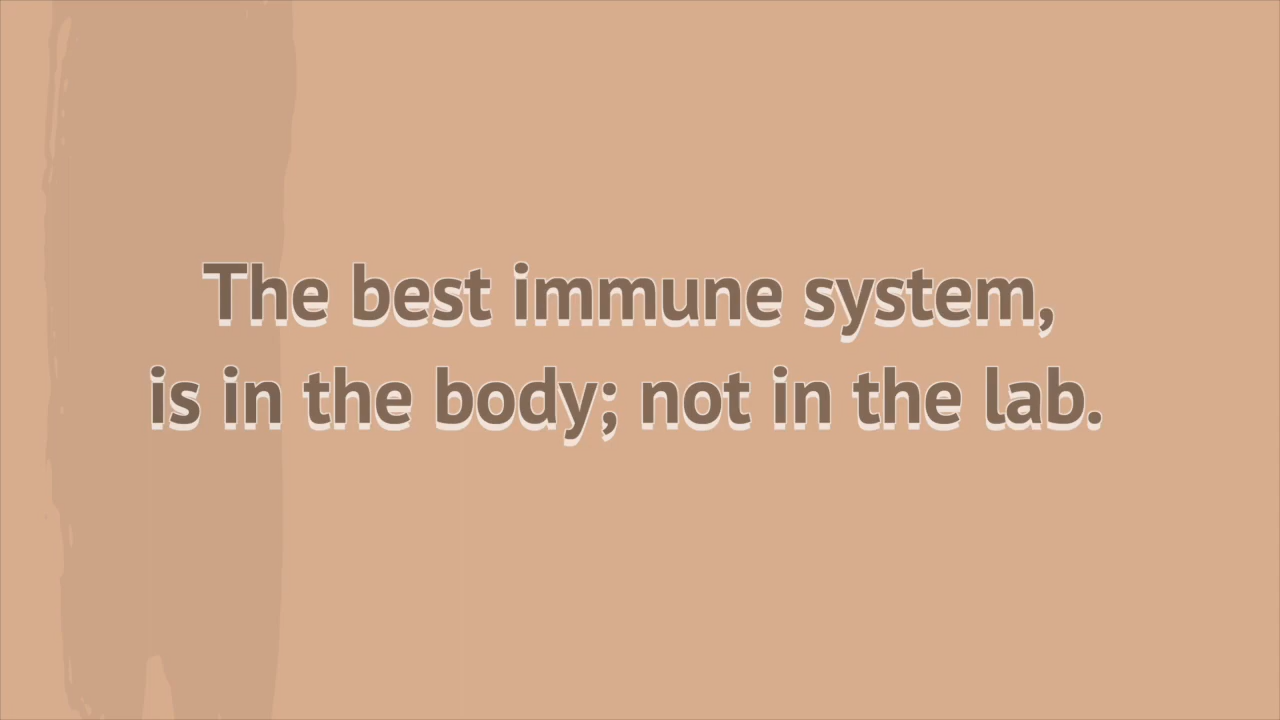 The best immune system,
is in the body; not in the lab.